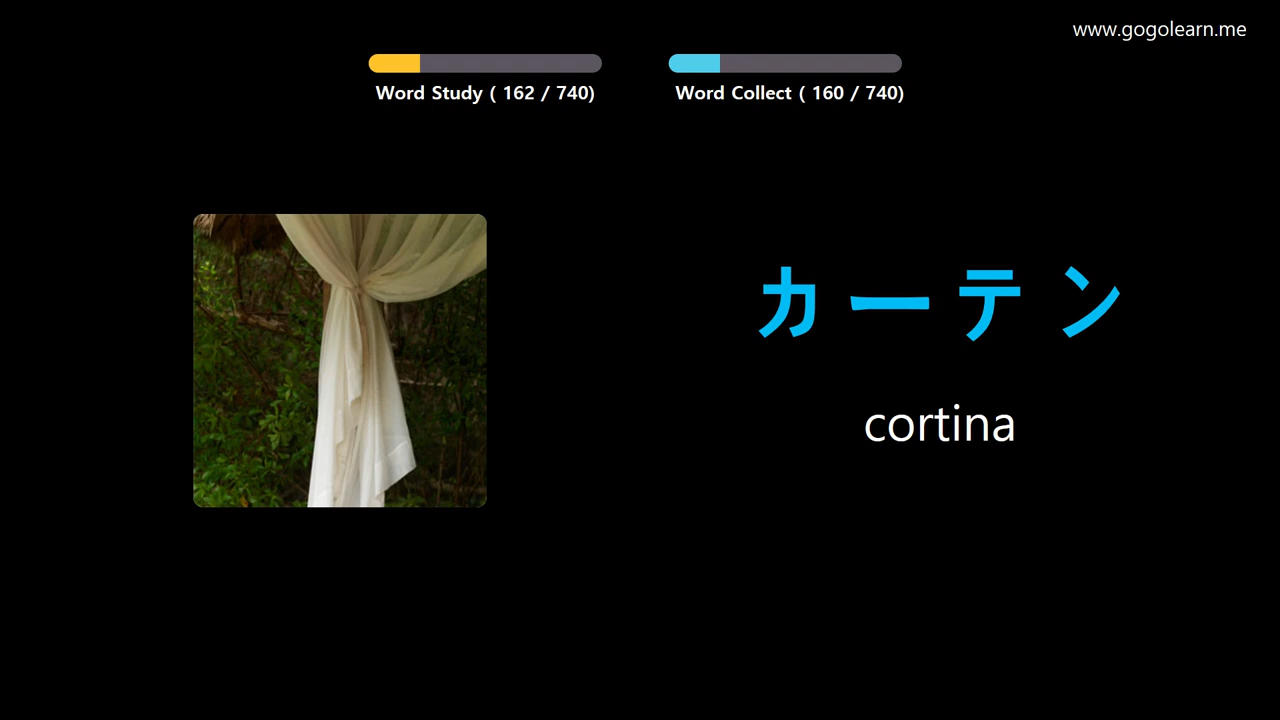 www.gogolearn.me
Word Study ( 162 / 740)
Word Collect ( 160 / 740)
カーテン
cortina